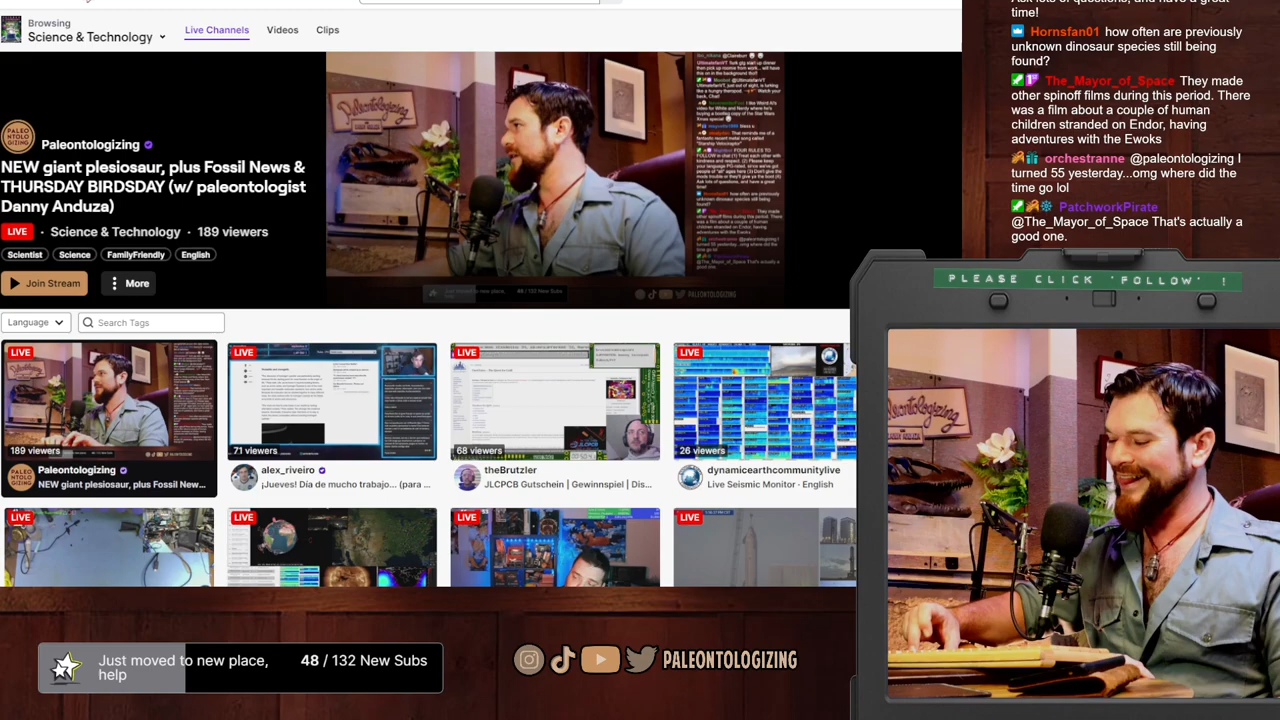 Browsing
Science & Technology
Live Channels
Videos
Clips
Paleontologizing
NEW giant plesiosaur, plus Fossil News &
THURSDAY BIRDSDAY (w/ paleontologist
Danny Anduza)
LIVE · Science & Technology · 189 viewers
Scientist
Science
FamilyFriendly
English
Join Stream
More
Language
Search Tags
LIVE
189 viewers
PALEON
TOLO
GIZING
Paleontologizing
NEW giant plesiosaur, plus Fossil New...
LIVE
71 viewers
alex_riveiro
¡Jueves! Día de mucho trabajo... (para ...
LIVE
68 viewers
theBrutzler
JLCPCB Gutschein | Gewinnspiel | Dis...
LIVE
26 viewers
dynamicearthcommunitylive
Live Seismic Monitor · English
LIVE
LIVE
LIVE
LIVE
Just moved to new place,
help
48 / 132 New Subs
PALEONTOLOGIZING
time!
Hornsfan01 how often are previously
unknown dinosaur species still being
found?
The_Mayor_of_Space They made
other spinoff films during this period. There
was a film about a couple of human
children stranded on Endor, having
adventures with the Ewoks.
orchestranne @paleontologizing I
turned 55 yesterday..omg where did the
time go lol
PatchworkPirate
@The_Mayor_of_Space That's actually a
good one.
PLEASE CLICK "FOLLOW" !